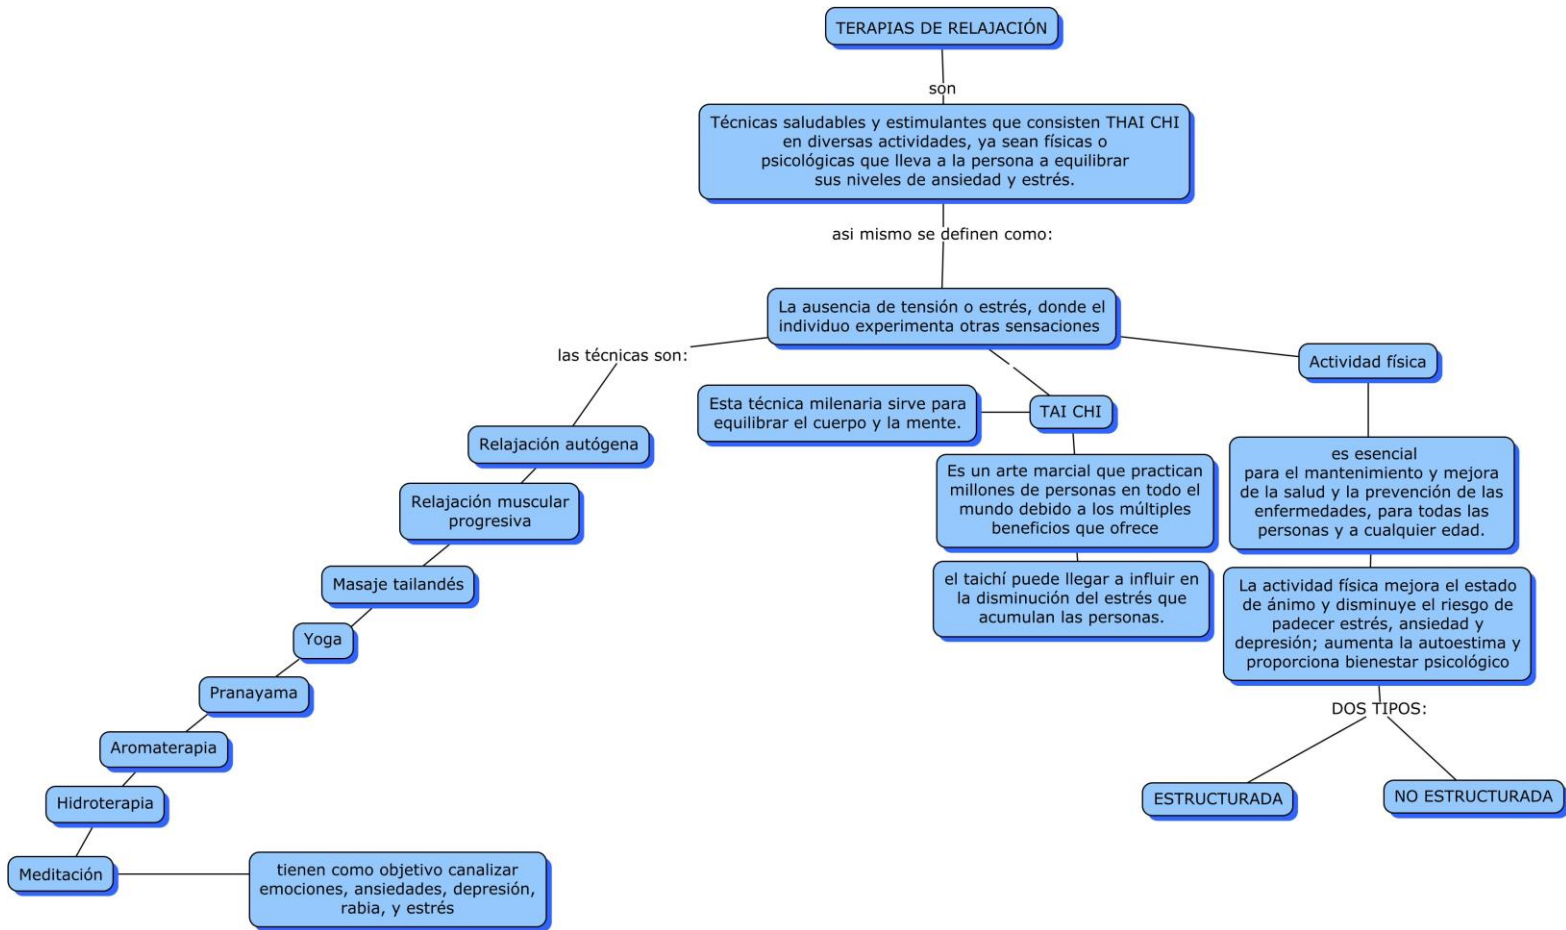 TERAPIAS DE RELAJACIÓN
son
Técnicas saludables y estimulantes que consisten THAI CHI
en diversas actividades, ya sean físicas o
psicológicas que lleva a la persona a equilibrar
sus niveles de ansiedad y estrés.
asi mismo se definen como:
La ausencia de tensión o estrés, donde el
individuo experimenta otras sensaciones
las técnicas son:
Relajación autógena
Relajación muscular
progresiva
Masaje tailandés
Yoga
Pranayama
Aromaterapia
Hidroterapia
Meditación
tienen como objetivo canalizar
emociones, ansiedades, depresión,
rabia, y estrés
TAI CHI
Esta técnica milenaria sirve para
equilibrar el cuerpo y la mente.
Es un arte marcial que practican
millones de personas en todo el
mundo debido a los múltiples
beneficios que ofrece
el taichí puede llegar a influir en
la disminución del estrés que
acumulan las personas.
Actividad física
es esencial
para el mantenimiento y mejora
de la salud y la prevención de las
enfermedades, para todas las
personas y a cualquier edad.
La actividad física mejora el estado
de ánimo y disminuye el riesgo de
padecer estrés, ansiedad y
depresión; aumenta la autoestima y
proporciona bienestar psicológico
DOS TIPOS:
ESTRUCTURADA
NO ESTRUCTURADA